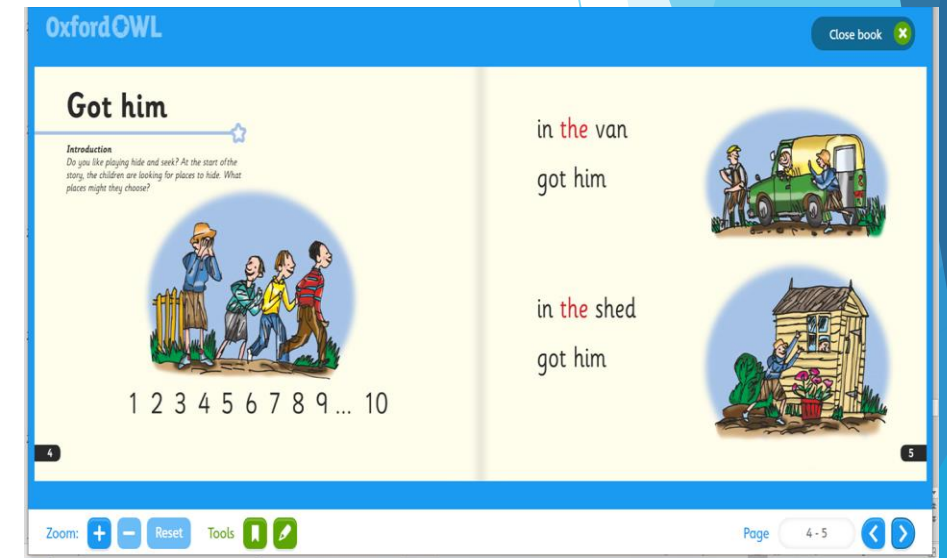 Oxford OWL
Close book
Got him
Introduction
Do you like playing hide and seek? At the start ofthe
story, the children are looking for places to hide. What
places might they choose?
1 2 3 4 5 6 7 8 9 ... 10
4
in the van
got him
in the shed
got him
5
Zoom: + − Reset Tools
Page 4 - 5